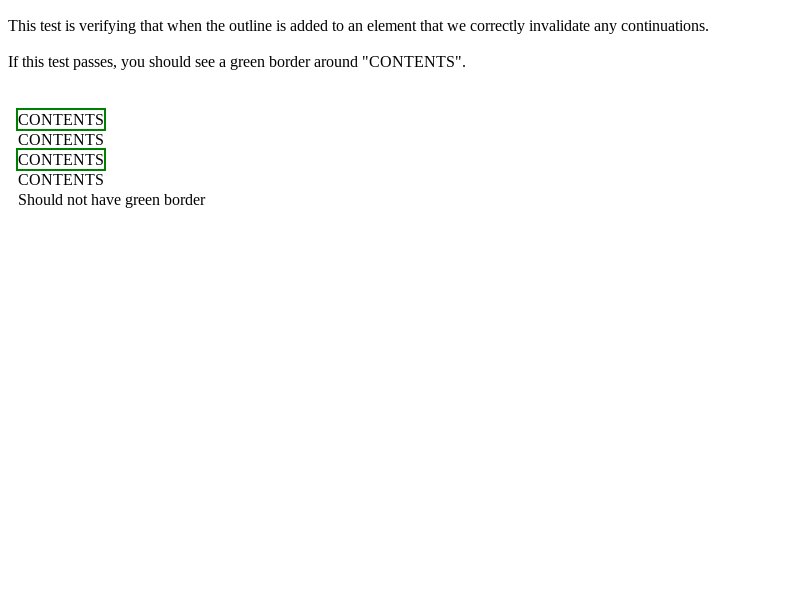 This test is verifying that when the outline is added to an element that we correctly invalidate any continuations.
If this test passes, you should see a green border around "CONTENTS".
CONTENTS
CONTENTS
CONTENTS
CONTENTS
Should not have green border